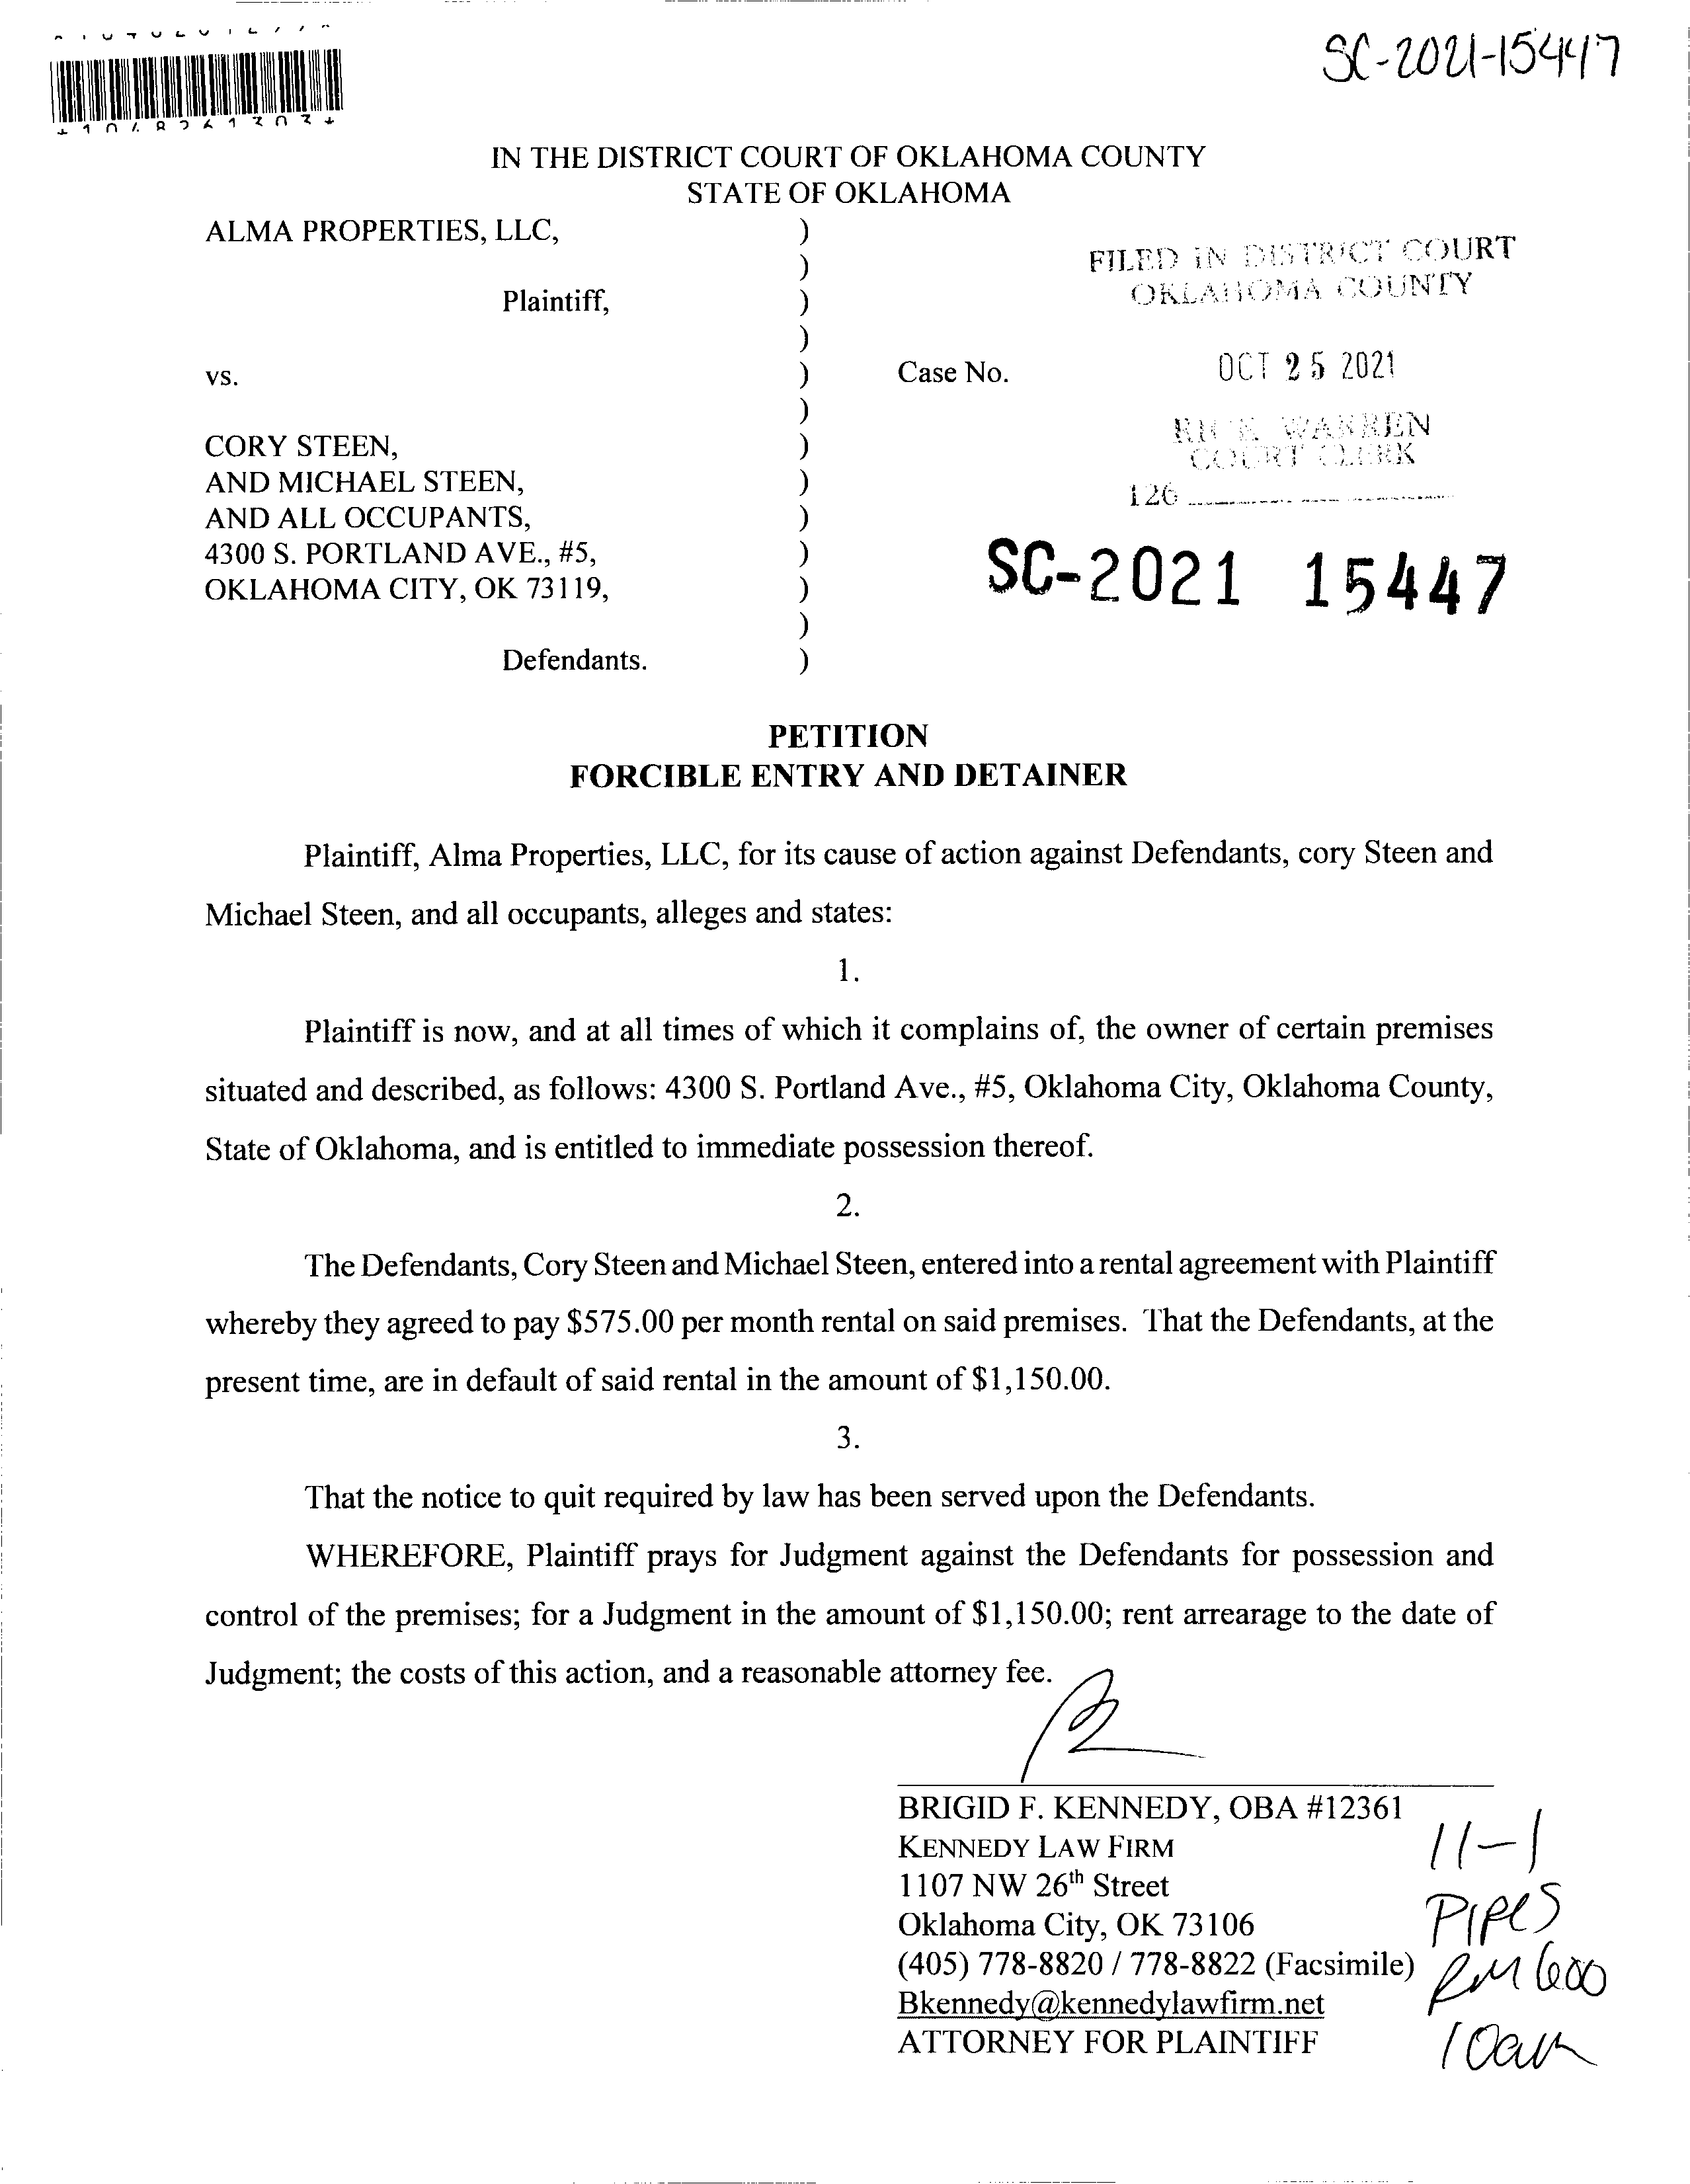 SC-2021-15447
IN THE DISTRICT COURT OF OKLAHOMA COUNTY
STATE OF OKLAHOMA
ALMA PROPERTIES, LLC, )
)
Plaintiff, )
)
vs. )
)
CORY STEEN, )
AND MICHAEL STEEN, )
AND ALL OCCUPANTS, )
4300 S. PORTLAND AVE., #5, )
OKLAHOMA CITY, OK 73119, )
)
Defendants. )
FILED IN DISTRICT COURT
OKLAHOMA COUNTY
Case No.
OCT 25 2021
RICK WARREN
COURT CLERK
126
SC-2021 15447
PETITION
FORCIBLE ENTRY AND DETAINER
Plaintiff, Alma Properties, LLC, for its cause of action against Defendants, cory Steen and
Michael Steen, and all occupants, alleges and states:
1.
Plaintiff is now, and at all times of which it complains of, the owner of certain premises
situated and described, as follows: 4300 S. Portland Ave., #5, Oklahoma City, Oklahoma County,
State of Oklahoma, and is entitled to immediate possession thereof.
2.
The Defendants, Cory Steen and Michael Steen, entered into a rental agreement with Plaintiff
whereby they agreed to pay $575.00 per month rental on said premises. That the Defendants, at the
present time, are in default of said rental in the amount of $1,150.00.
3.
That the notice to quit required by law has been served upon the Defendants.
WHEREFORE, Plaintiff prays for Judgment against the Defendants for possession and
control of the premises; for a Judgment in the amount of $1,150.00; rent arrearage to the date of
Judgment; the costs of this action, and a reasonable attorney fee.
BRIGID F. KENNEDY, OBA #12361
KENNEDY LAW FIRM
1107 NW 26th Street
Oklahoma City, OK 73106
(405) 778-8820 / 778-8822 (Facsimile)
Bkennedy@kennedylawfirm.net
ATTORNEY FOR PLAINTIFF
11-1
Pipes
RM 600
10am